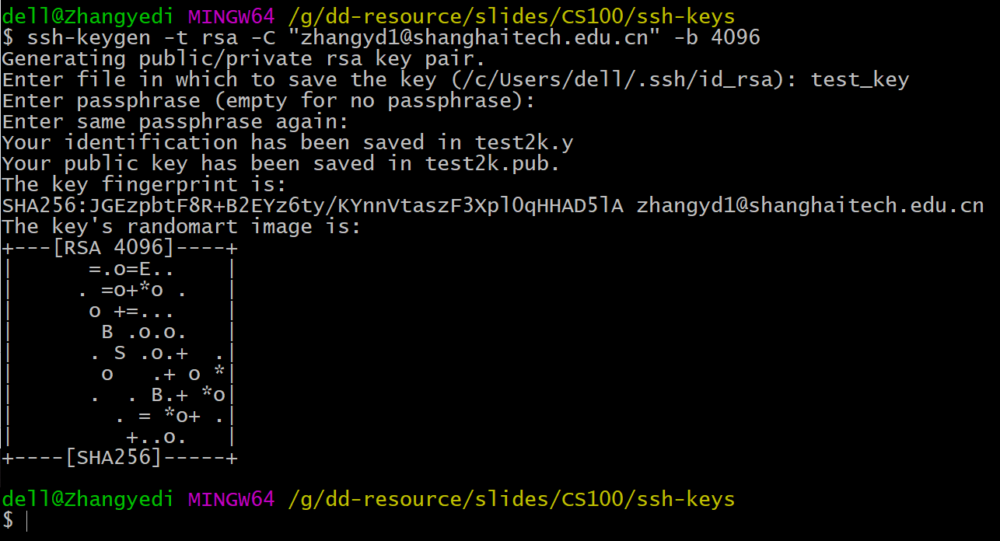 dell@Zhangyedi MINGW64 /g/dd-resource/slides/CS100/ssh-keys
$ ssh-keygen -t rsa -C "zhangyd1@shanghaitech.edu.cn" -b 4096
Generating public/private rsa key pair.
Enter file in which to save the key (/c/Users/dell/.ssh/id_rsa): test_key
Enter passphrase (empty for no passphrase):
Enter same passphrase again:
Your identification has been saved in test2k.y
Your public key has been saved in test2k.pub.
The key fingerprint is:
SHA256:JGEzpbtF8R+B2EYz6ty/KYnnVtaszF3XplOqHHAD5lA zhangyd1@shanghaitech.edu.cn
The key's randomart image is:
+---[RSA 4096]----+
|      =.o=E..    |
|     . =o+*o .   |
|      o +=...    |
|       B .o.o.   |
|      . S .o.+  .|
|       o   .+ o *|
|      .  . B.+ *o|
|        . = *o+ .|
|         +..o.   |
+----[SHA256]-----+
dell@Zhangyedi MINGW64 /g/dd-resource/slides/CS100/ssh-keys
$